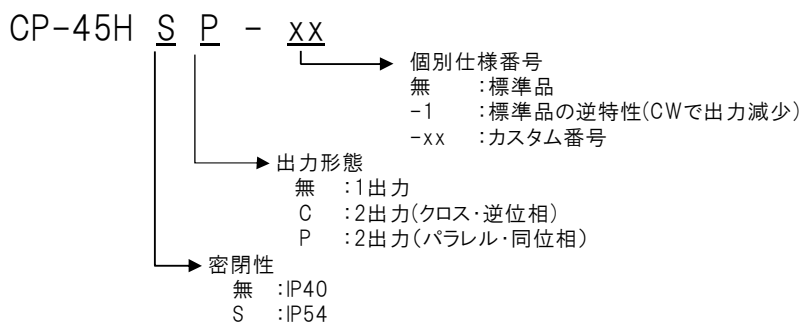 CP-45H S P - xx
個別仕様番号
無 :標準品
-1 :標準品の逆特性(CWで出力減少)
-xx :カスタム番号
出力形態
無 :1出力
C :2出力(クロス・逆位相)
P :2出力(パラレル・同位相)
密閉性
無 :IP40
S :IP54